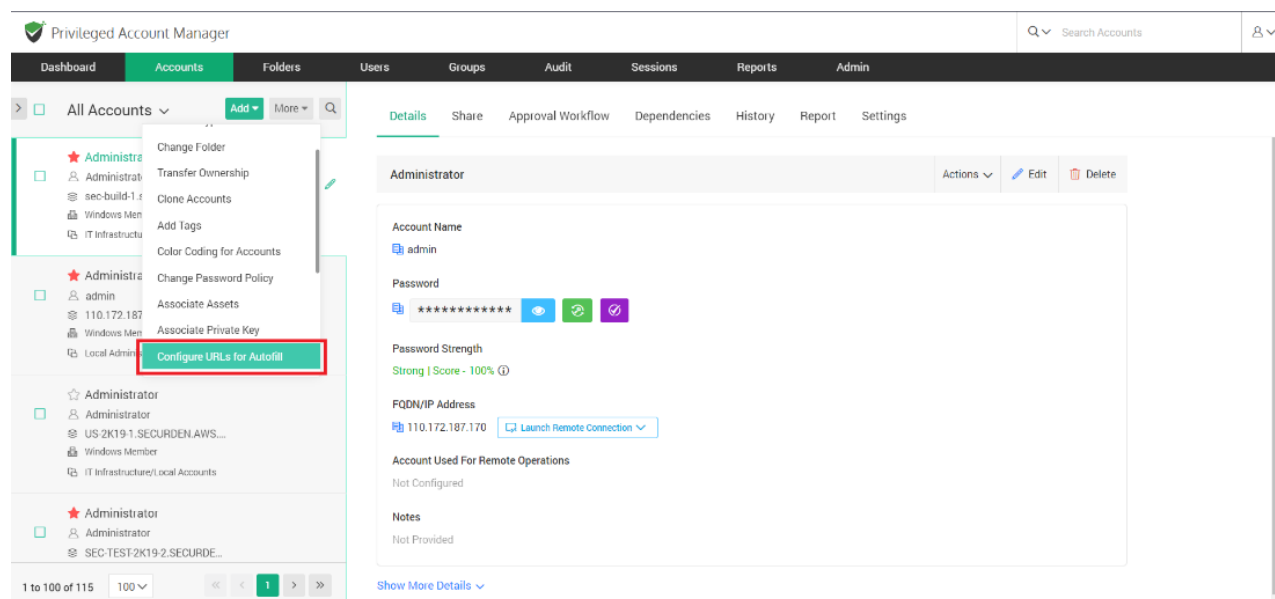 Privileged Account Manager
Search Accounts
Dashboard Accounts Folders Users Groups Audit Sessions Reports Admin
All Accounts Add More
Details Share Approval Workflow Dependencies History Report Settings
Change Folder
Transfer Ownership
Clone Accounts
Add Tags
Color Coding for Accounts
Change Password Policy
Associate Assets
Associate Private Key
Configure URLs for Autofill
Administra
Administrat
sec-build-1.s
Windows Mem
IT Infrastructu
Administra
admin
110.172.187
Windows Mem
Local Admin
Administrator
Administrator
US-2K19-1.SECURDEN.AWS....
Windows Member
IT Infrastructure/Local Accounts
Administrator
Administrator
SEC-TEST-2K19-2.SECURDE...
1 to 100 of 115 100 « < 1 > »
Administrator Actions Edit Delete
Account Name
admin
Password
************
Password Strength
Strong | Score - 100%
FQDN/IP Address
110.172.187.170 Launch Remote Connection
Account Used For Remote Operations
Not Configured
Notes
Not Provided
Show More Details